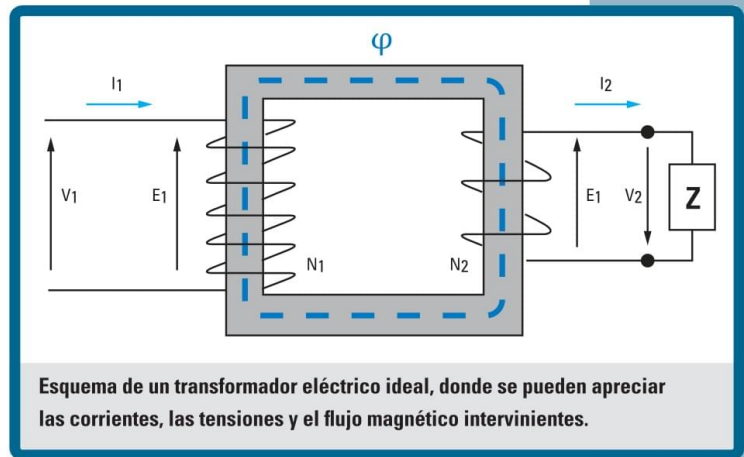 φ
I1
I2
V1
E1
N1
N2
E1
V2
Z
Esquema de un transformador eléctrico ideal, donde se pueden apreciar
las corrientes, las tensiones y el flujo magnético intervinientes.